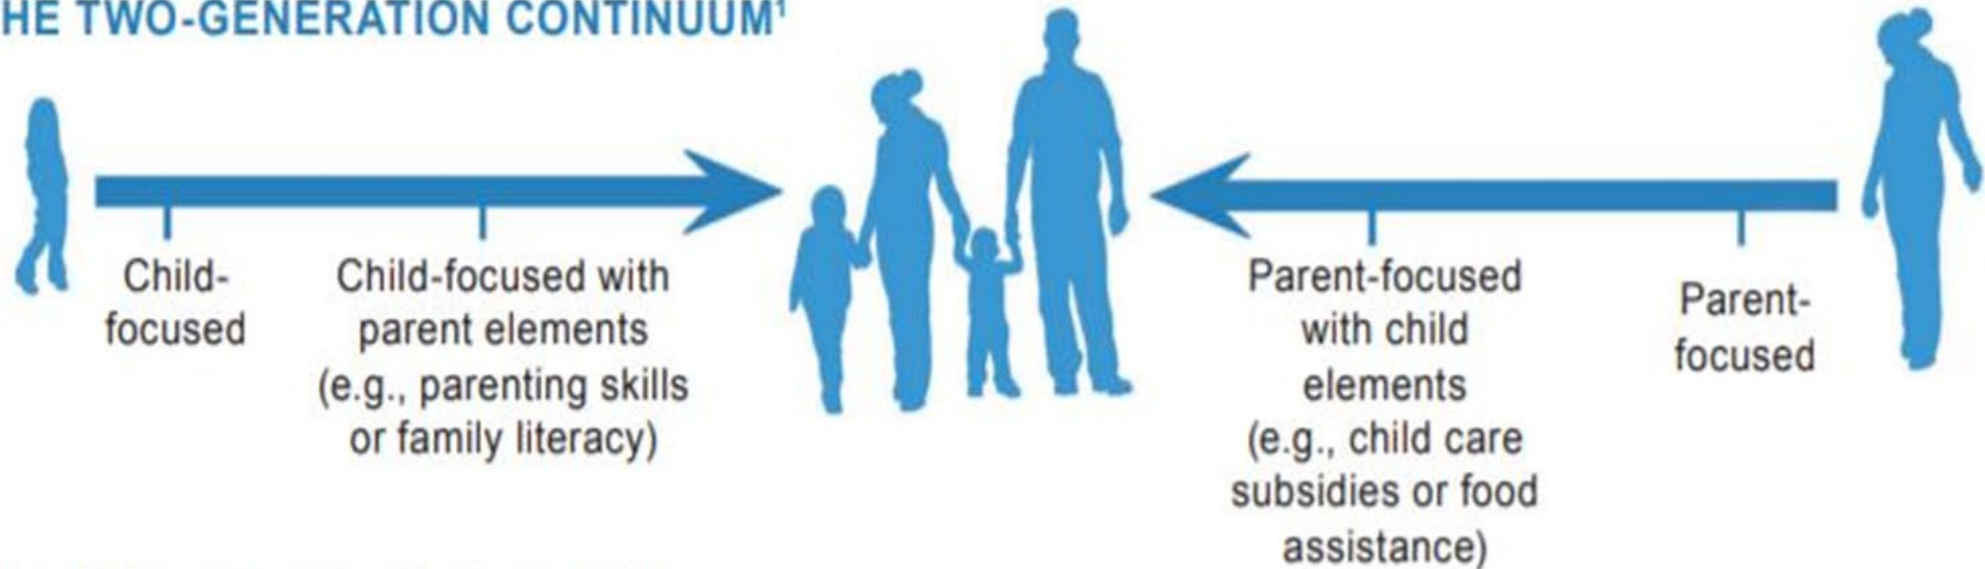 HE TWO-GENERATION CONTINUUM¹
Child-
focused
Child-focused with
parent elements
(e.g., parenting skills
or family literacy)
Parent-focused
with child
elements
(e.g., child care
subsidies or food
assistance)
Parent-
focused